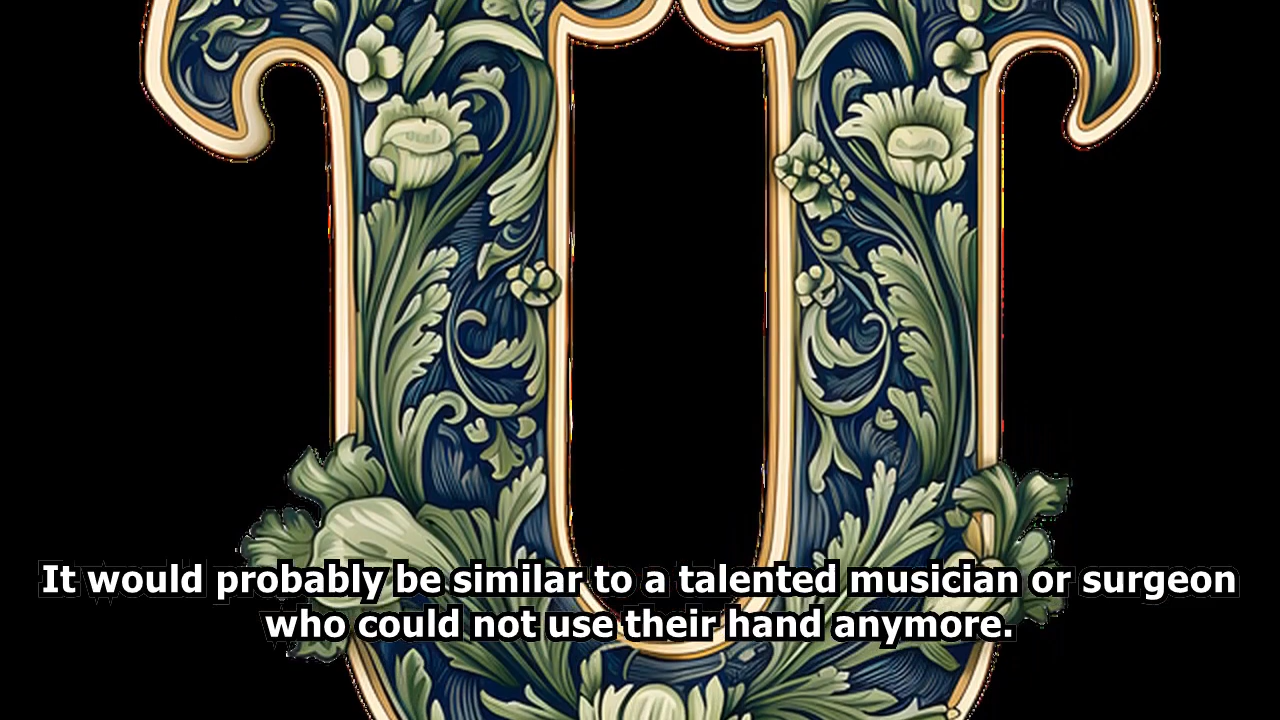 U
It would probably be similar to a talented musician or surgeon
who could not use their hand anymore.